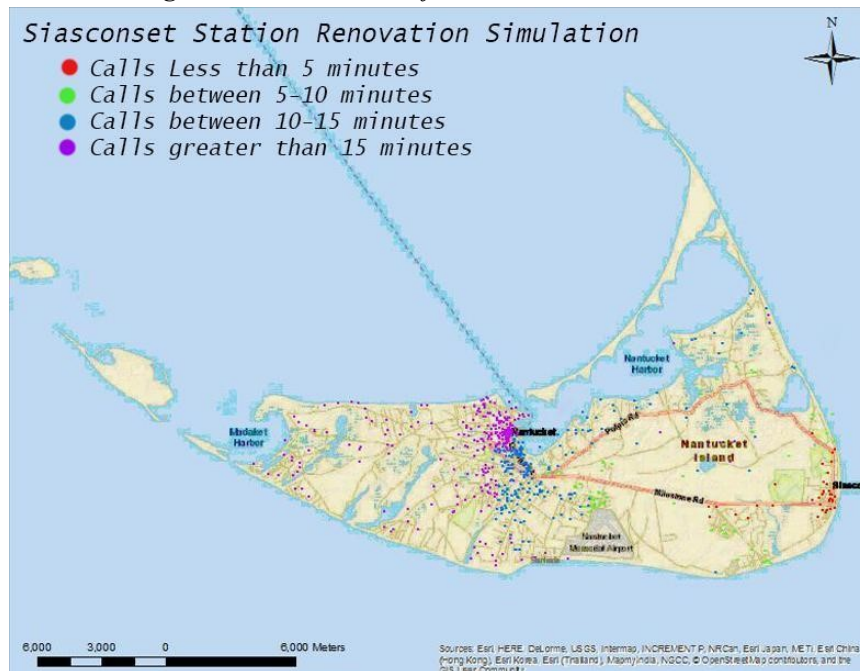 Siasconset Station Renovation Simulation
Calls Less than 5 minutes
Calls between 5-10 minutes
Calls between 10-15 minutes
Calls greater than 15 minutes
N
Nantucket
Harbor
Madaket
Harbor
Nantucket
Polpis Rd
Nantucket
Island
Milestone Rd
Siasco
Nantucket
Memorial Airport
6,000 3,000 0 6,000 Meters
Sources: Esri, HERE, DeLorme, USGS, Intermap, INCREMENT P, NRCan, Esri Japan, METI, Esri China
(Hong Kong), Esri Korea, Esri (Thailand), MapmyIndia, NGCC, © OpenStreetMap contributors, and the
GIS User Community